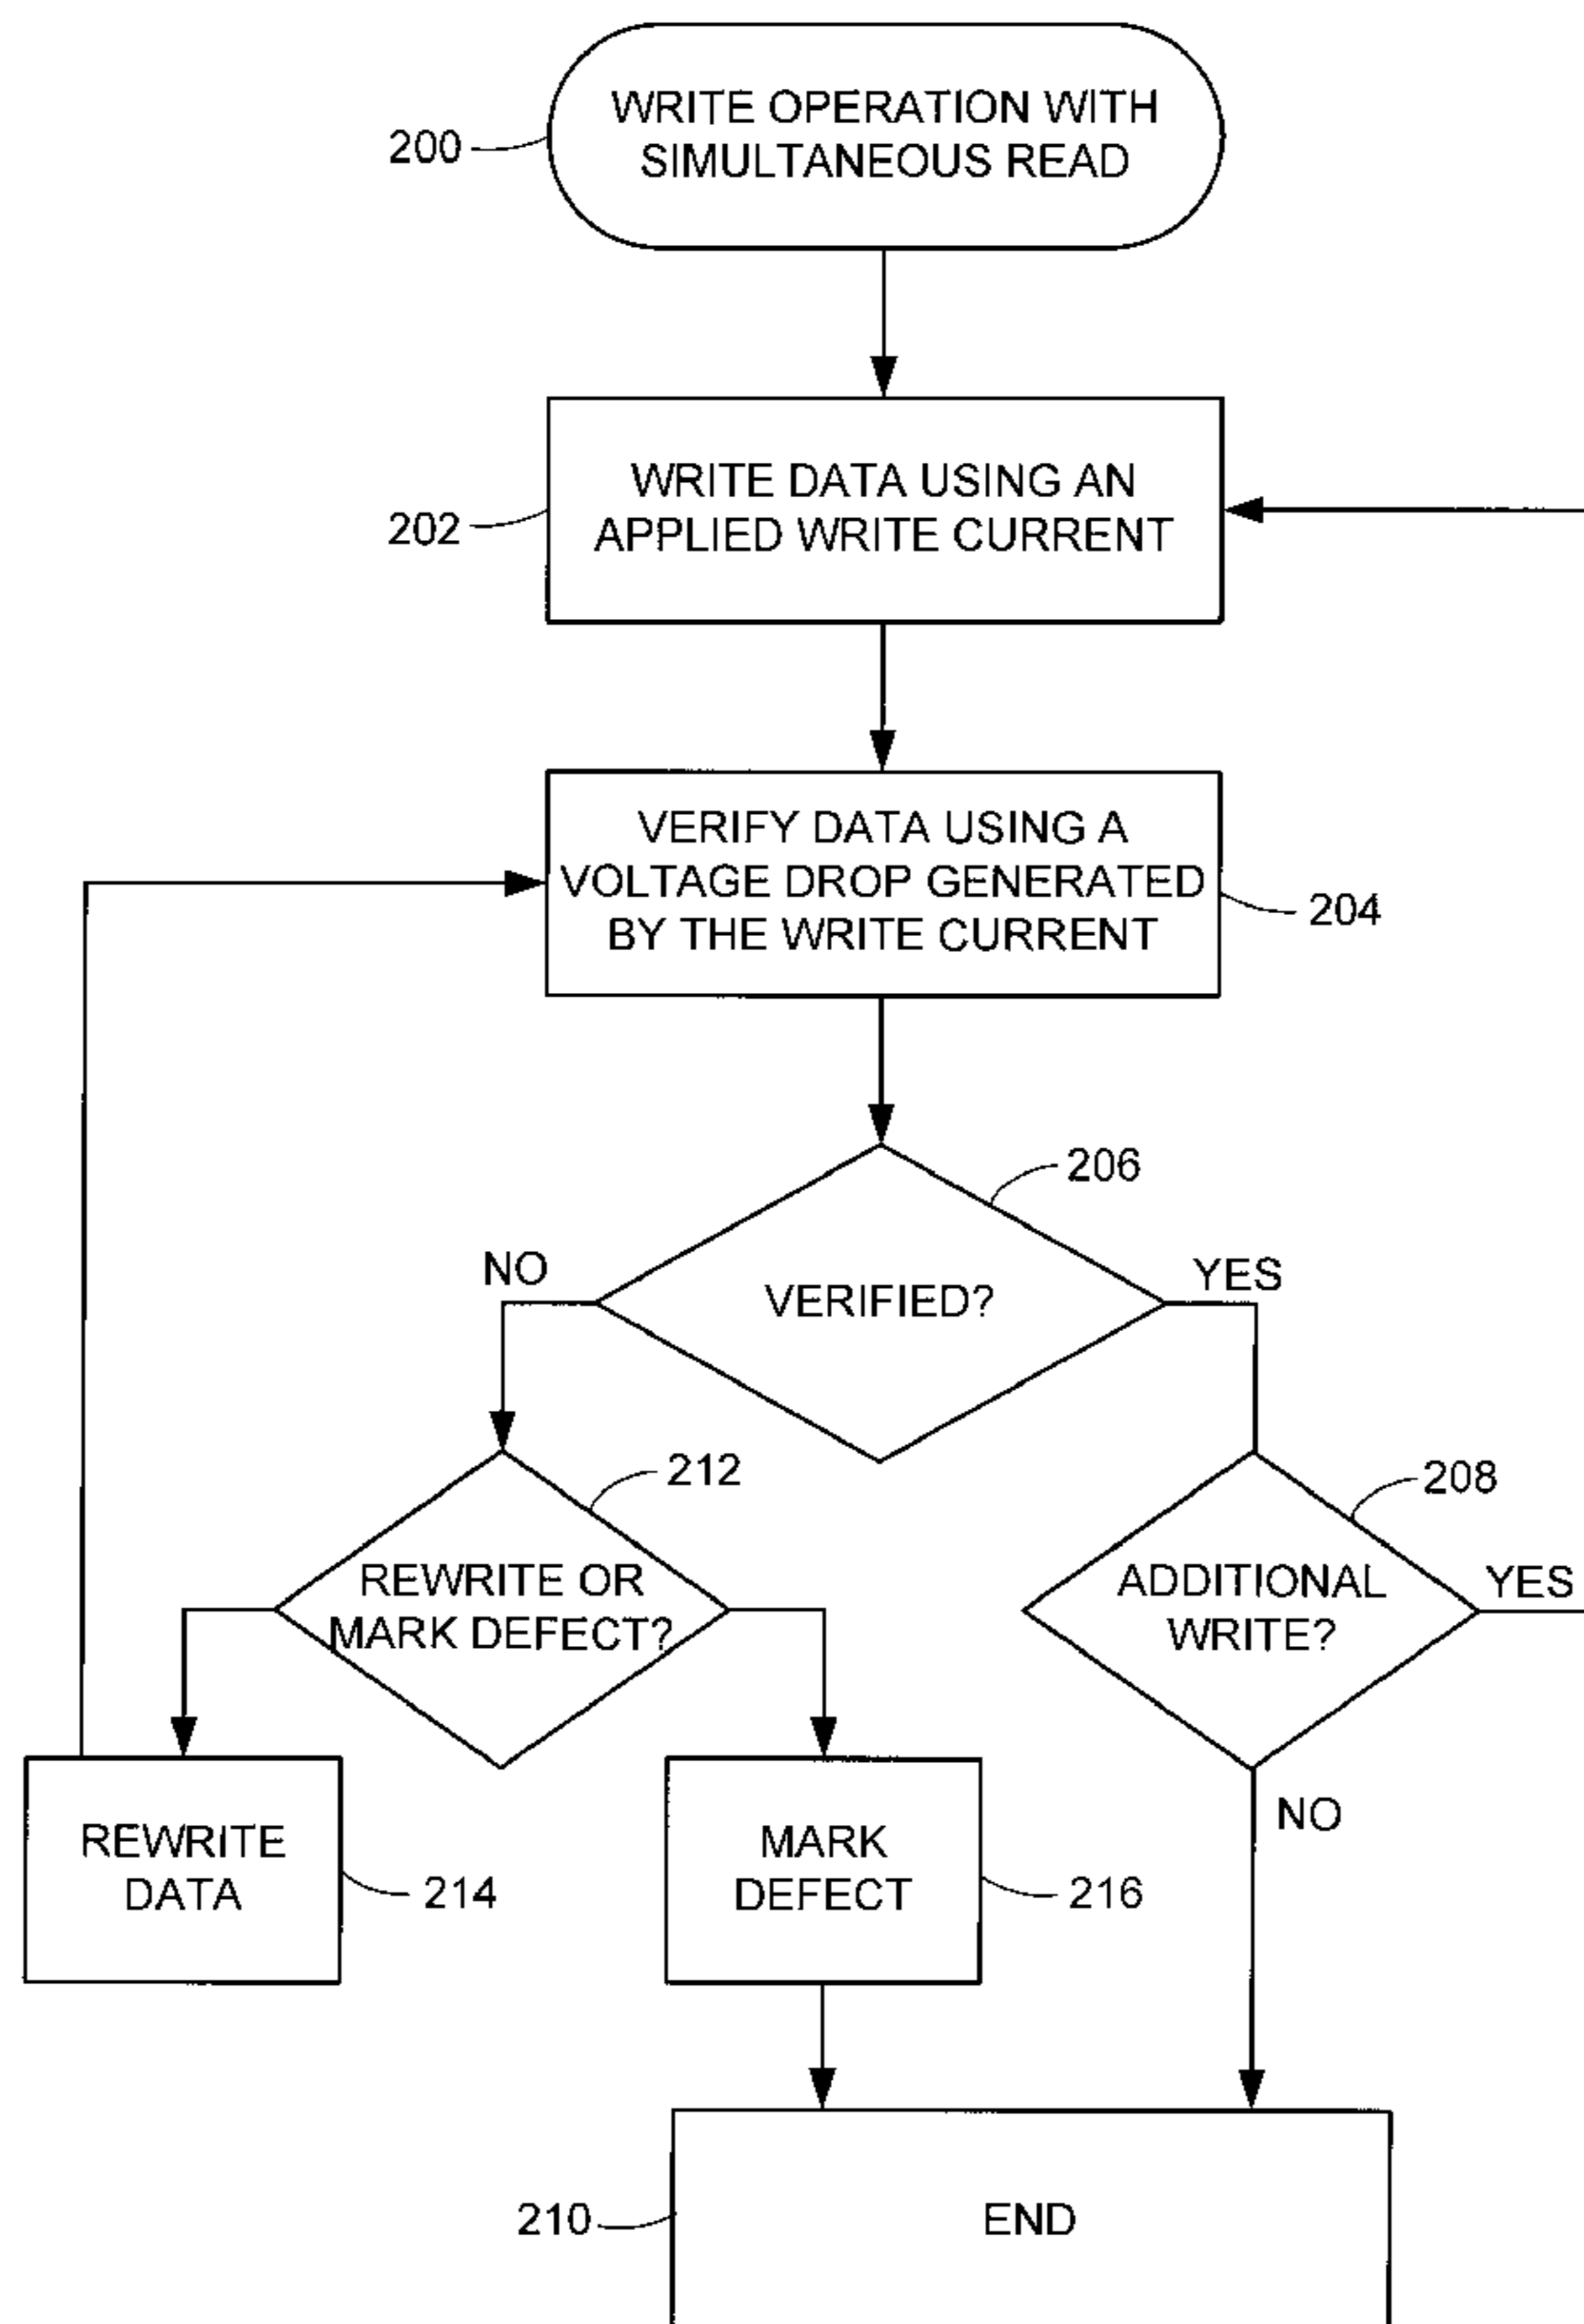 WRITE OPERATION WITH
SIMULTANEOUS READ
200
WRITE DATA USING AN
APPLIED WRITE CURRENT
202
VERIFY DATA USING A
VOLTAGE DROP GENERATED
BY THE WRITE CURRENT
204
206
NO
VERIFIED?
YES
212
208
REWRITE OR
MARK DEFECT?
ADDITIONAL
WRITE?
YES
NO
REWRITE
DATA
214
MARK
DEFECT
216
210
END